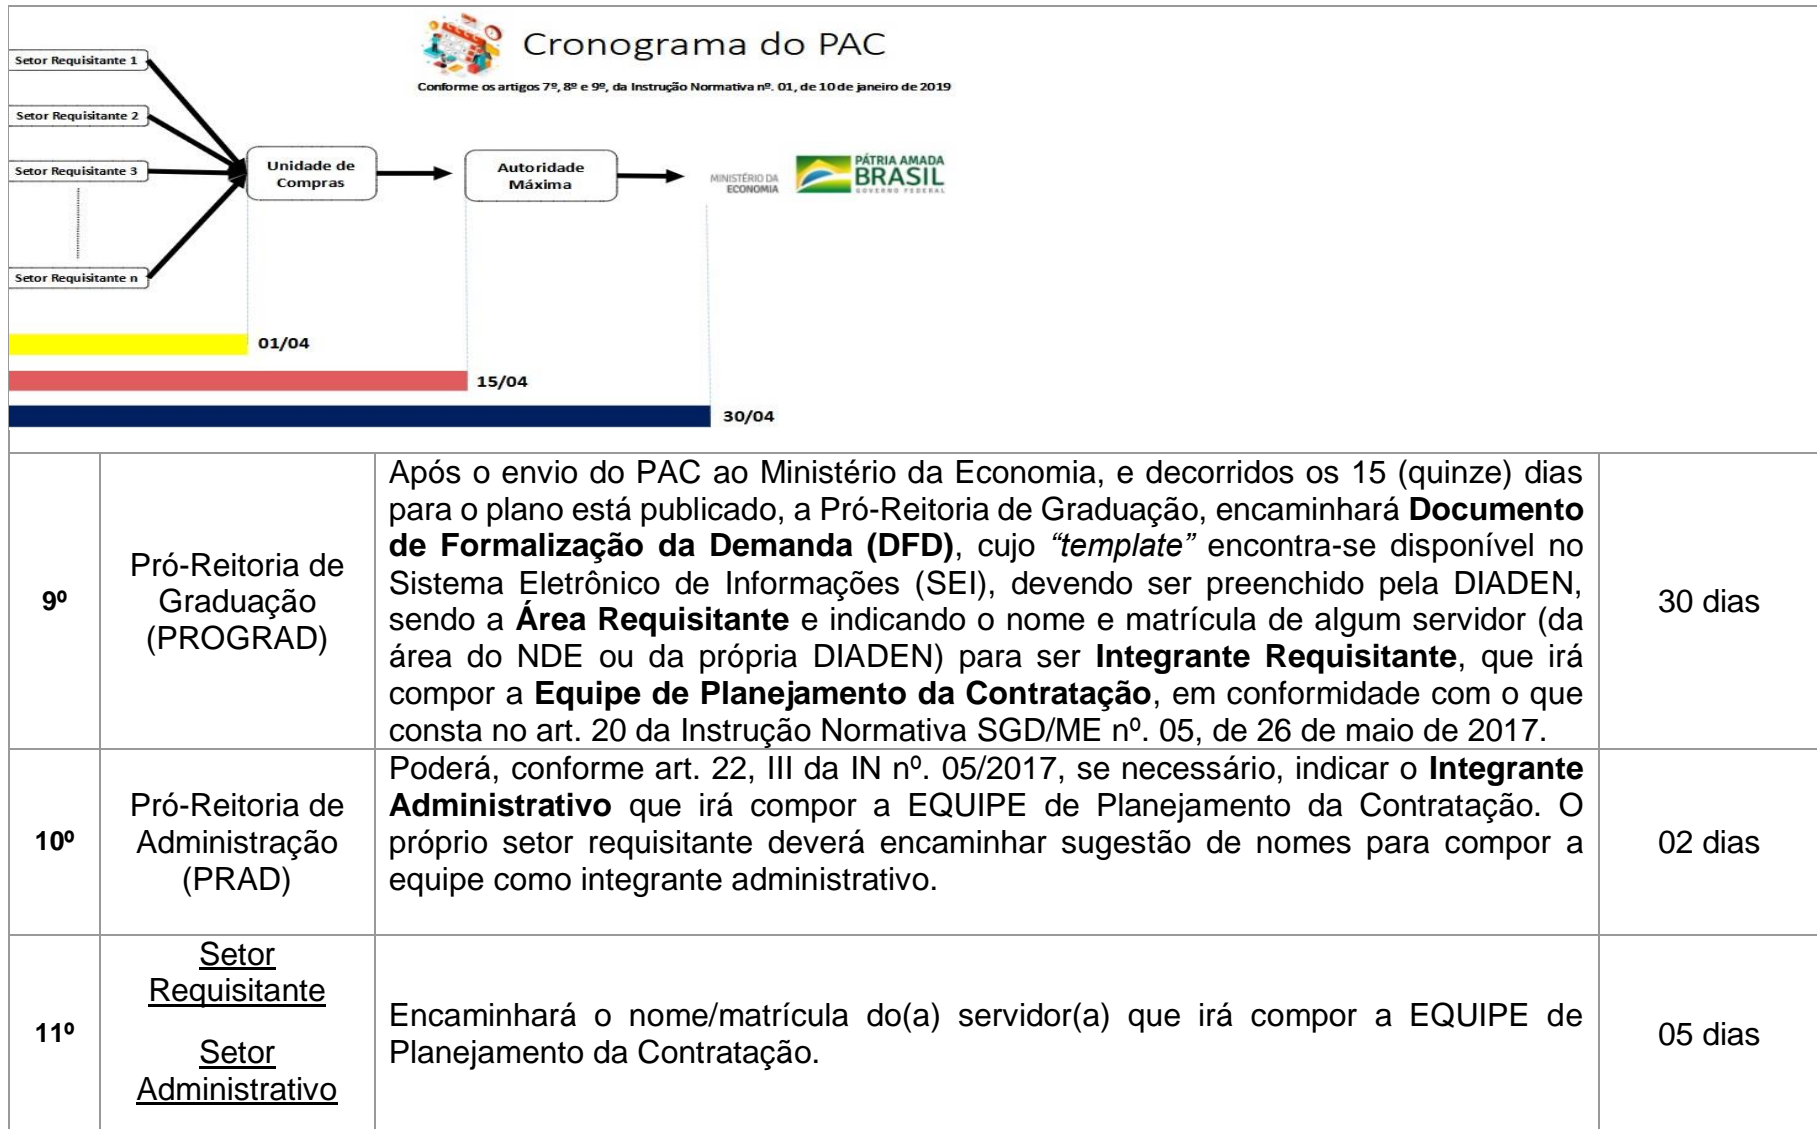 Cronograma do PAC
Conforme os artigos 7º, 8º e 9º, da Instrução Normativa nº. 01, de 10 de janeiro de 2019
Setor Requisitante 1
Setor Requisitante 2
Setor Requisitante 3
Setor Requisitante n
Unidade de
Compras
Autoridade
Máxima
MINISTÉRIO DA
ECONOMIA
PÁTRIA AMADA
BRASIL
GOVERNO FEDERAL
01/04
15/04
30/04
9º
Pró-Reitoria de
Graduação
(PROGRAD)
Após o envio do PAC ao Ministério da Economia, e decorridos os 15 (quinze) dias
para o plano está publicado, a Pró-Reitoria de Graduação, encaminhará Documento
de Formalização da Demanda (DFD), cujo “template” encontra-se disponível no
Sistema Eletrônico de Informações (SEI), devendo ser preenchido pela DIADEN,
sendo a Área Requisitante e indicando o nome e matrícula de algum servidor (da
área do NDE ou da própria DIADEN) para ser Integrante Requisitante, que irá
compor a Equipe de Planejamento da Contratação, em conformidade com o que
consta no art. 20 da Instrução Normativa SGD/ME nº. 05, de 26 de maio de 2017.
30 dias
10º
Pró-Reitoria de
Administração
(PRAD)
Poderá, conforme art. 22, III da IN nº. 05/2017, se necessário, indicar o Integrante
Administrativo que irá compor a EQUIPE de Planejamento da Contratação. O
próprio setor requisitante deverá encaminhar sugestão de nomes para compor a
equipe como integrante administrativo.
02 dias
11º
Setor
Requisitante
Setor
Administrativo
Encaminhará o nome/matrícula do(a) servidor(a) que irá compor a EQUIPE de
Planejamento da Contratação.
05 dias